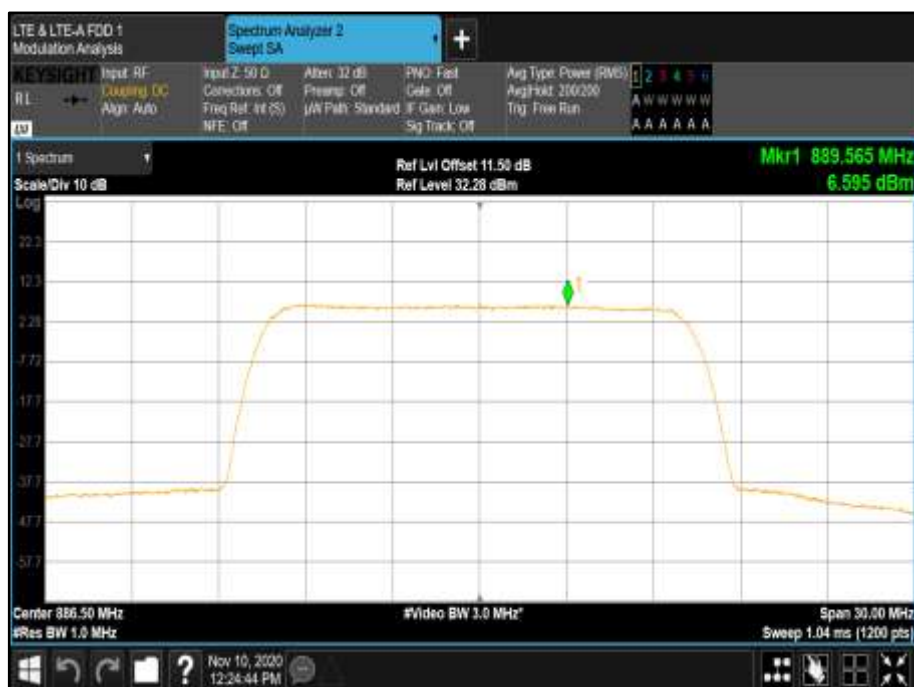 LTE & LTE-A FDD 1
Modulation Analysis
Spectrum Analyzer 2
Swept SA
+
KEYSIGHT
RL
LXI
Input: RF
Coupling: DC
Align: Auto
Input Z: 50 Ω
Corrections: Off
Freq Ref: Int (S)
NFE: Off
Atten: 32 dB
Preamp: Off
µW Path: Standard
PNO: Fast
Gate: Off
IF Gain: Low
Sig Track: Off
Avg Type: Power (RMS)
Avg|Hold: 200/200
Trig: Free Run
1 2 3 4 5 6
A W W W W W
A A A A A A
1 Spectrum
Scale/Div 10 dB
Ref Lvl Offset 11.50 dB
Ref Level 32.28 dBm
Mkr1 889.565 MHz
6.595 dBm
Log
22.3
12.3
2.28
-7.72
-17.7
-27.7
-37.7
-47.7
-57.7
1
Center 886.50 MHz
#Video BW 3.0 MHz*
Span 30.00 MHz
#Res BW 1.0 MHz
Sweep 1.04 ms (1200 pts)
?
Nov 10, 2020
12:24:44 PM